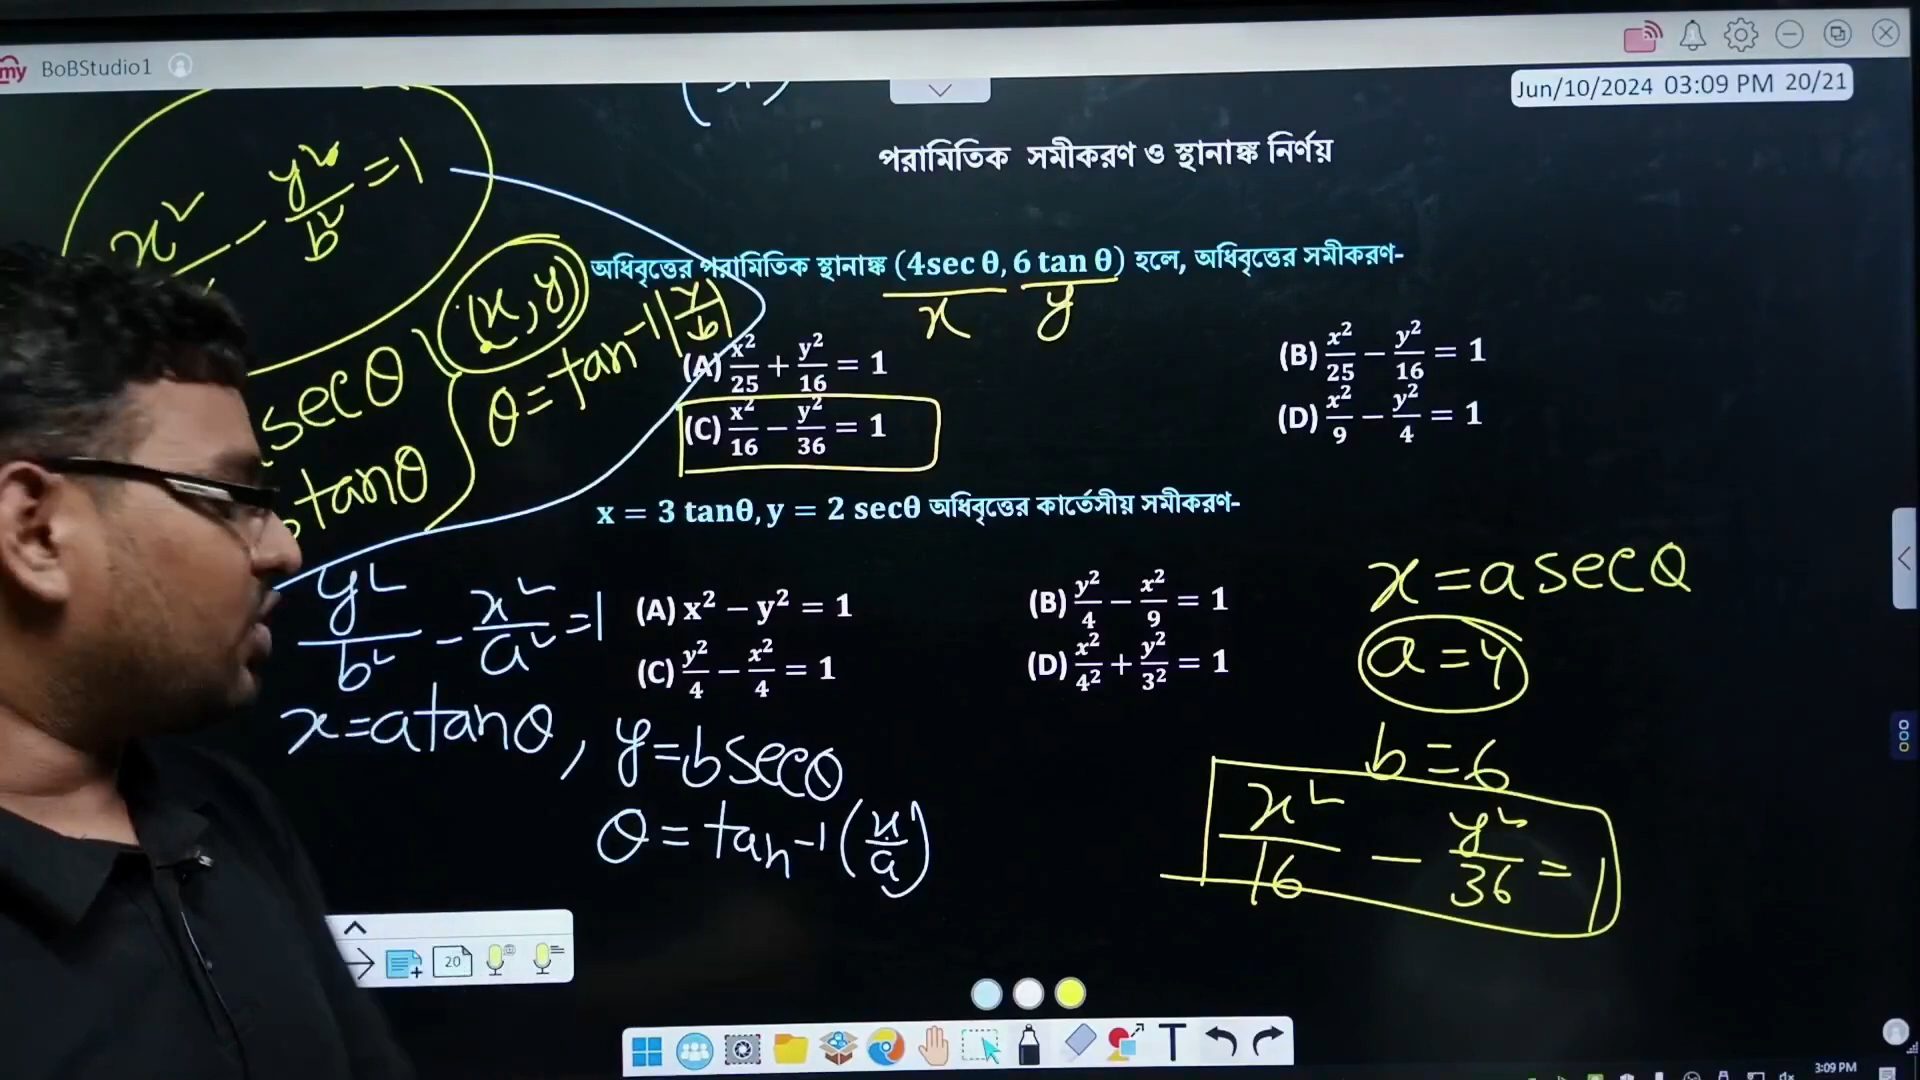 my BoBStudio1
Jun/10/2024 03:09 PM 20/21
পরামিতিক সমীকরণ ও স্থানাঙ্ক নির্ণয়
x² - y²/b² = 1
অধিবৃত্তের পরামিতিক স্থানাঙ্ক (4sec θ, 6 tan θ) হলে, অধিবৃত্তের সমীকরণ-
x y
(x, y)
secθ
tanθ
θ = tan⁻¹(y/b)
(A) x²/25 + y²/16 = 1
(B) x²/25 − y²/16 = 1
(C) x²/16 − y²/36 = 1
(D) x²/9 − y²/4 = 1
x = 3 tanθ, y = 2 secθ অধিবৃত্তের কার্তেসীয় সমীকরণ-
(A) x² − y² = 1
(B) y²/4 − x²/9 = 1
(C) y²/4 − x²/4 = 1
(D) x²/4² + y²/3² = 1
y²/b² - x²/a² = 1
x = a tanθ, y = b secθ
θ = tan⁻¹(x/a)
x = a secθ
a = 4
b = 6
x²/16 - y²/36 = 1
20
T
3:09 PM